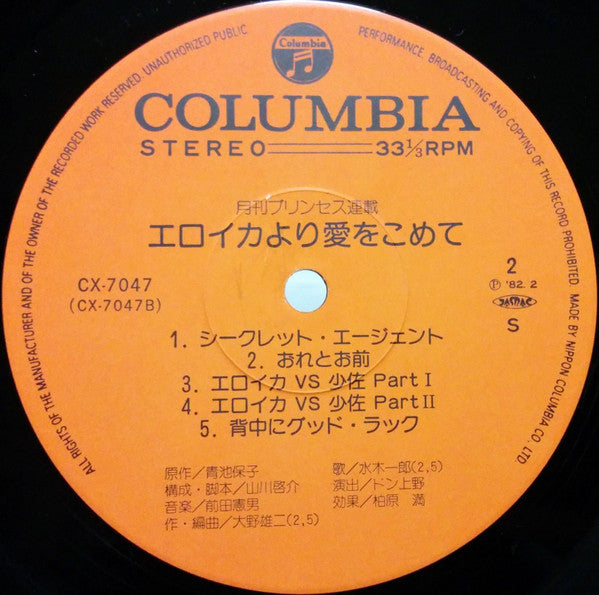 ALL RIGHTS OF THE MANUFACTURER AND OF THE OWNER OF THE RECORDED WORK RESERVED. UNAUTHORIZED PUBLIC PERFORMANCE. BROADCASTING AND COPYING OF THIS RECORD PROHIBITED. MADE BY NIPPON COLUMBIA CO. LTD
Columbia
COLUMBIA
STEREO 33⅓ RPM
月刊プリンセス連載
エロイカより愛をこめて
CX-7047
(CX-7047B)
2
Ⓟ '82. 2
JASRAC
S
1. シークレット・エージェント
2. おれとお前
3. エロイカ VS 少佐 Part I
4. エロイカ VS 少佐 Part II
5. 背中にグッド・ラック
原作/青池保子 歌/水木一郎(2,5)
構成・脚本/山川啓介 演出/ドン上野
音楽/前田憲男 効果/柏原 満
作・編曲/大野雄二(2,5)